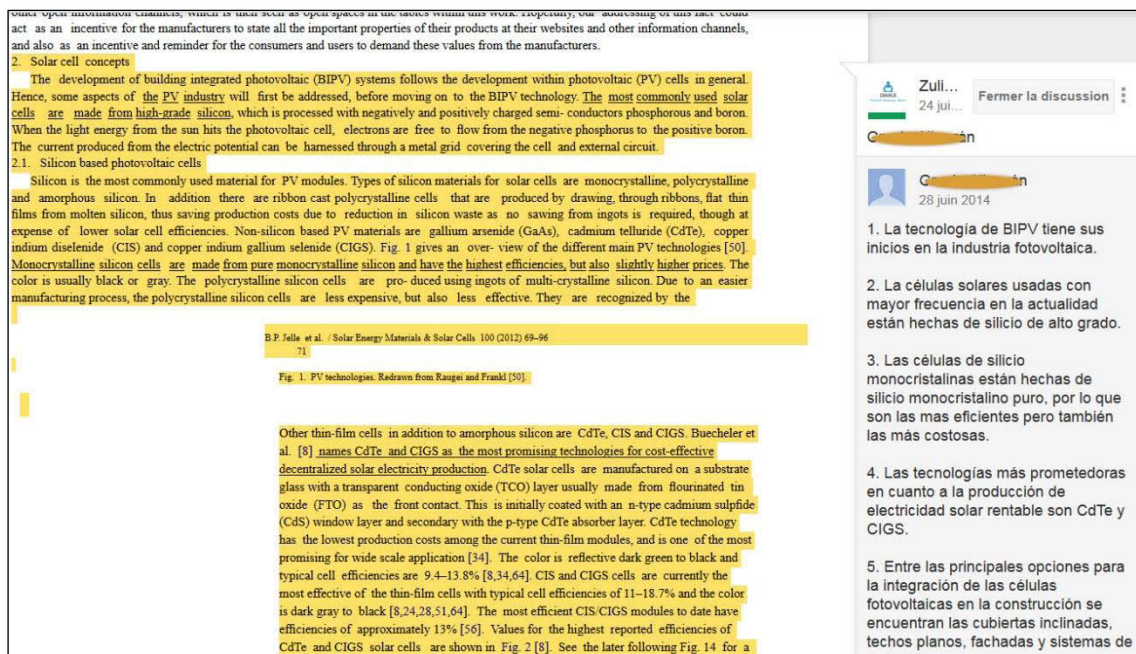 other open information channels, which is then seen as open spaces in the tables within this work. Hopefully, our addressing of this fact could
act as an incentive for the manufacturers to state all the important properties of their products at their websites and other information channels,
and also as an incentive and reminder for the consumers and users to demand these values from the manufacturers.
2. Solar cell concepts
The development of building integrated photovoltaic (BIPV) systems follows the development within photovoltaic (PV) cells in general.
Hence, some aspects of the PV industry will first be addressed, before moving on to the BIPV technology. The most commonly used solar
cells are made from high-grade silicon, which is processed with negatively and positively charged semi- conductors phosphorous and boron.
When the light energy from the sun hits the photovoltaic cell, electrons are free to flow from the negative phosphorus to the positive boron.
The current produced from the electric potential can be harnessed through a metal grid covering the cell and external circuit.
2.1. Silicon based photovoltaic cells
Silicon is the most commonly used material for PV modules. Types of silicon materials for solar cells are monocrystalline, polycrystalline
and amorphous silicon. In addition there are ribbon cast polycrystalline cells that are produced by drawing, through ribbons, flat thin
films from molten silicon, thus saving production costs due to reduction in silicon waste as no sawing from ingots is required, though at
expense of lower solar cell efficiencies. Non-silicon based PV materials are gallium arsenide (GaAs), cadmium telluride (CdTe), copper
indium diselenide (CIS) and copper indium gallium selenide (CIGS). Fig. 1 gives an over- view of the different main PV technologies [50].
Monocrystalline silicon cells are made from pure monocrystalline silicon and have the highest efficiencies, but also slightly higher prices. The
color is usually black or gray. The polycrystalline silicon cells are pro- duced using ingots of multi-crystalline silicon. Due to an easier
manufacturing process, the polycrystalline silicon cells are less expensive, but also less effective. They are recognized by the
B.P. Jelle et al. / Solar Energy Materials & Solar Cells 100 (2012) 69–96
71
Fig. 1. PV technologies. Redrawn from Raugei and Frankl [50].
Other thin-film cells in addition to amorphous silicon are CdTe, CIS and CIGS. Buecheler et
al. [8] names CdTe and CIGS as the most promising technologies for cost-effective
decentralized solar electricity production. CdTe solar cells are manufactured on a substrate
glass with a transparent conducting oxide (TCO) layer usually made from flourinated tin
oxide (FTO) as the front contact. This is initially coated with an n-type cadmium sulpfide
(CdS) window layer and secondary with the p-type CdTe absorber layer. CdTe technology
has the lowest production costs among the current thin-film modules, and is one of the most
promising for wide scale application [34]. The color is reflective dark green to black and
typical cell efficiencies are 9.4–13.8% [8,34,64]. CIS and CIGS cells are currently the
most effective of the thin-film cells with typical cell efficiencies of 11–18.7% and the color
is dark gray to black [8,24,28,51,64]. The most efficient CIS/CIGS modules to date have
efficiencies of approximately 13% [56]. Values for the highest reported efficiencies of
CdTe and CIGS solar cells are shown in Fig. 2 [8]. See the later following Fig. 14 for a
Zuli...
24 jui...
Fermer la discussion
28 juin 2014
1. La tecnología de BIPV tiene sus
inicios en la industria fotovoltaica.
2. La células solares usadas con
mayor frecuencia en la actualidad
están hechas de silicio de alto grado.
3. Las células de silicio
monocristalinas están hechas de
silicio monocristalino puro, por lo que
son las mas eficientes pero también
las más costosas.
4. Las tecnologías más prometedoras
en cuanto a la producción de
electricidad solar rentable son CdTe y
CIGS.
5. Entre las principales opciones para
la integración de las células
fotovoltaicas en la construcción se
encuentran las cubiertas inclinadas,
techos planos, fachadas y sistemas de